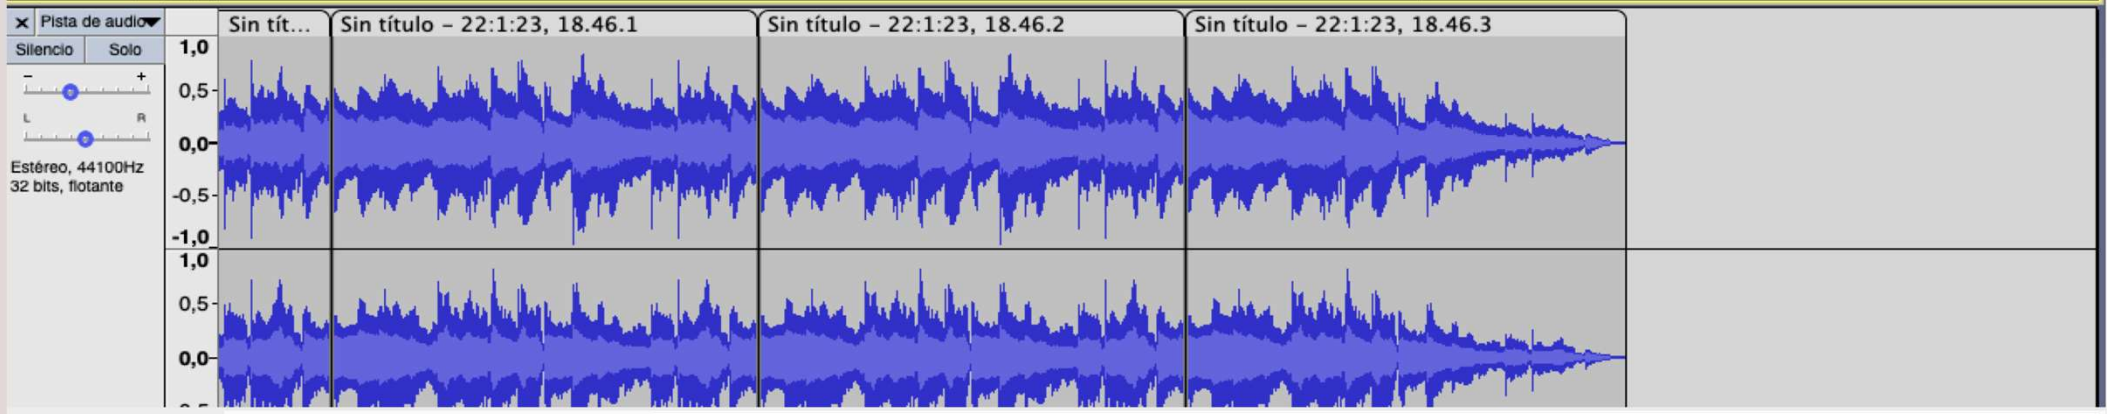 × Pista de audio
Sin tít...
Sin título – 22:1:23, 18.46.1
Sin título – 22:1:23, 18.46.2
Sin título – 22:1:23, 18.46.3
Silencio Solo
- +
L R
Estéreo, 44100Hz
32 bits, flotante
1,0
0,5-
0,0-
-0,5-
-1,0
1,0
0,5-
0,0-